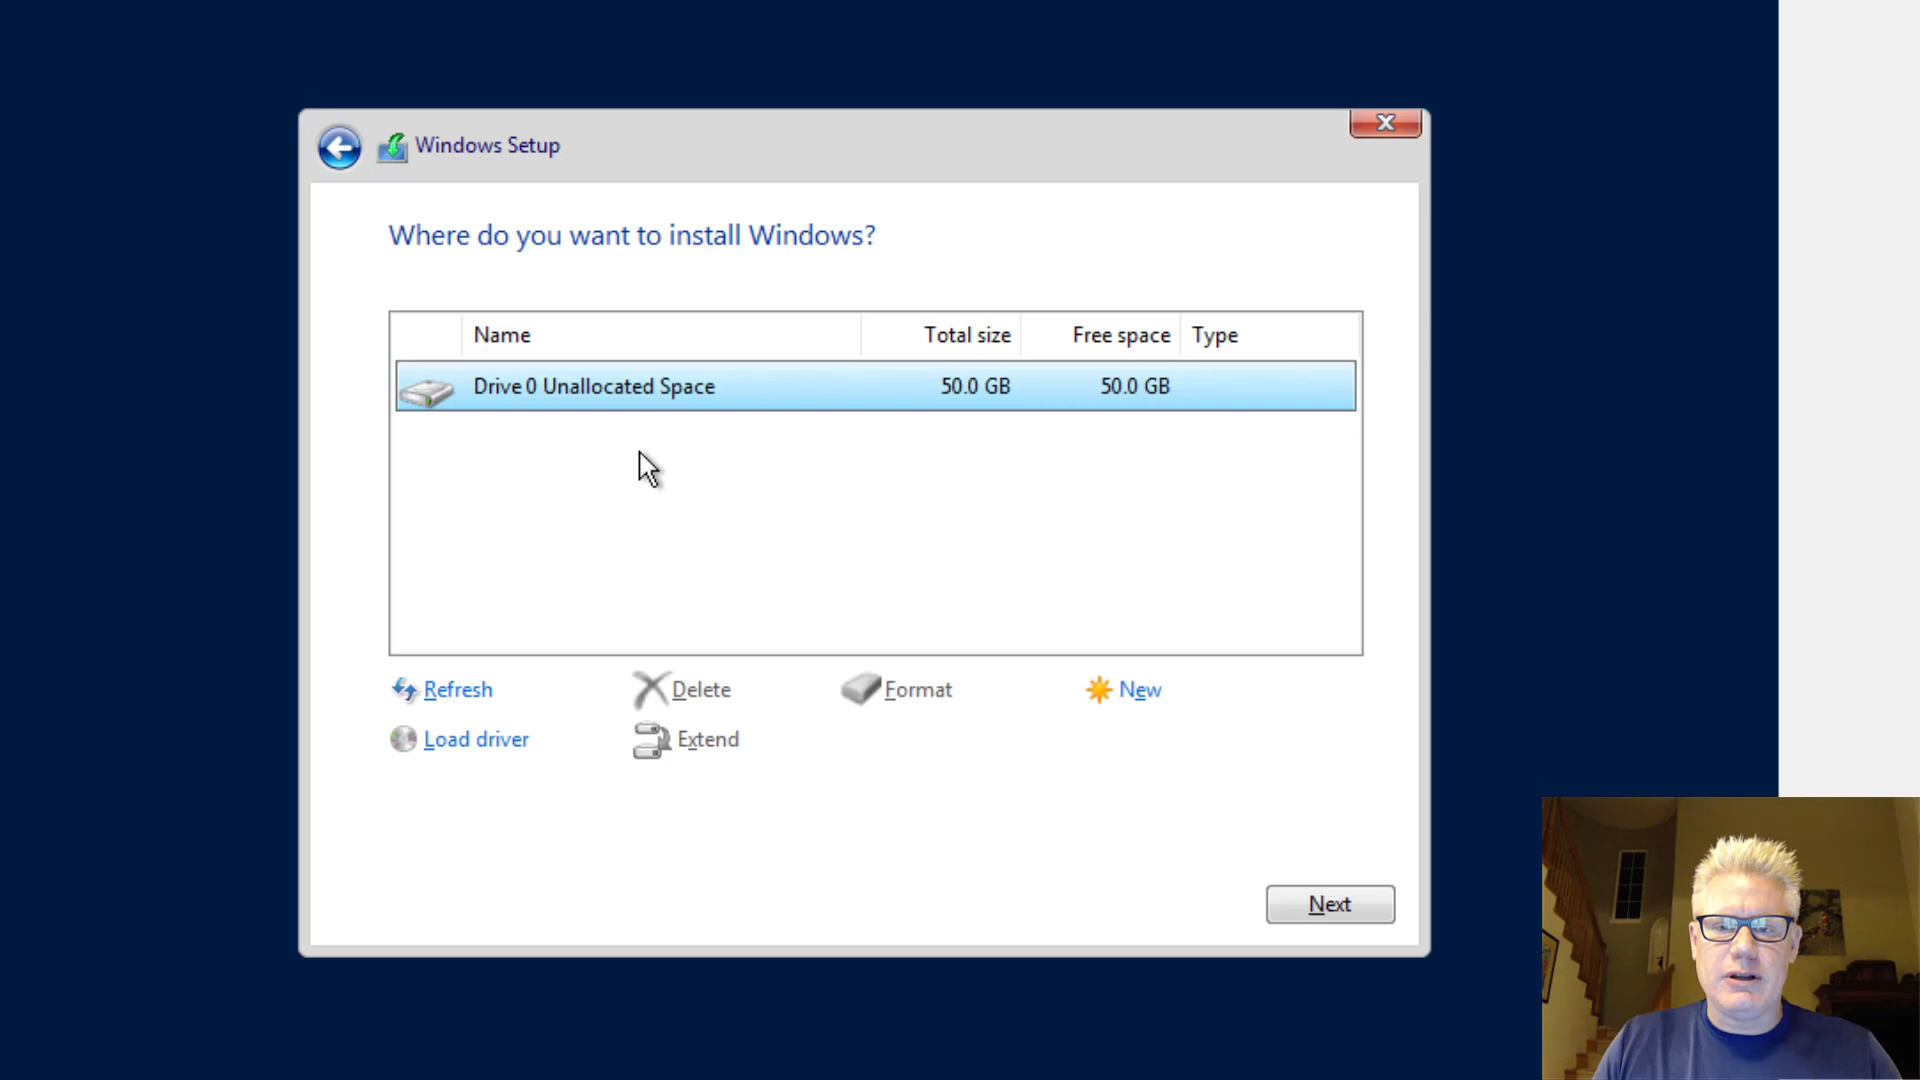 Windows Setup
Where do you want to install Windows?
Name Total size Free space Type
Drive 0 Unallocated Space 50.0 GB 50.0 GB
Refresh Delete Format New
Load driver Extend
Next